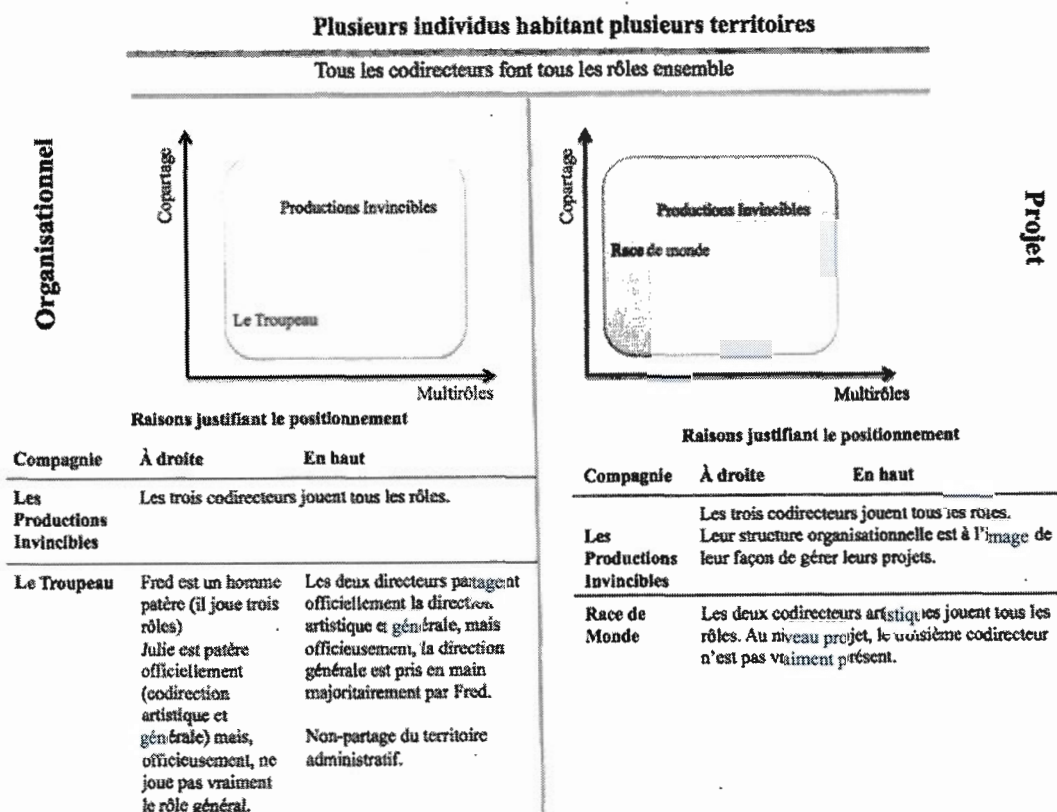 Plusieurs individus habitant plusieurs territoires
Tous les codirecteurs font tous les rôles ensemble
Organisationnel
Copartage
Productions Invincibles
Le Troupeau
Multirôles
Raisons justifiant le positionnement
Compagnie À droite En haut
Les Productions Invincibles
Les trois codirecteurs jouent tous les rôles.
Le Troupeau
Fred est un homme
patère (il joue trois
rôles)
Julie est patère
officiellement
(codirection
artistique et
générale) mais,
officieusement, ne
joue pas vraiment
le rôle général.
Les deux directeurs partagent
officiellement la direction
artistique et générale, mais
officieusement, la direction
générale est pris en main
majoritairement par Fred.
Non-partage du territoire
administratif.
Projet
Copartage
Productions Invincibles
Race de monde
Multirôles
Raisons justifiant le positionnement
Compagnie À droite En haut
Les
Productions
Invincibles
Les trois codirecteurs jouent tous les rôles.
Leur structure organisationnelle est à l'image de
leur façon de gérer leurs projets.
Race de
Monde
Les deux codirecteurs artistiques jouent tous les
rôles. Au niveau projet, le troisième codirecteur
n'est pas vraiment présent.